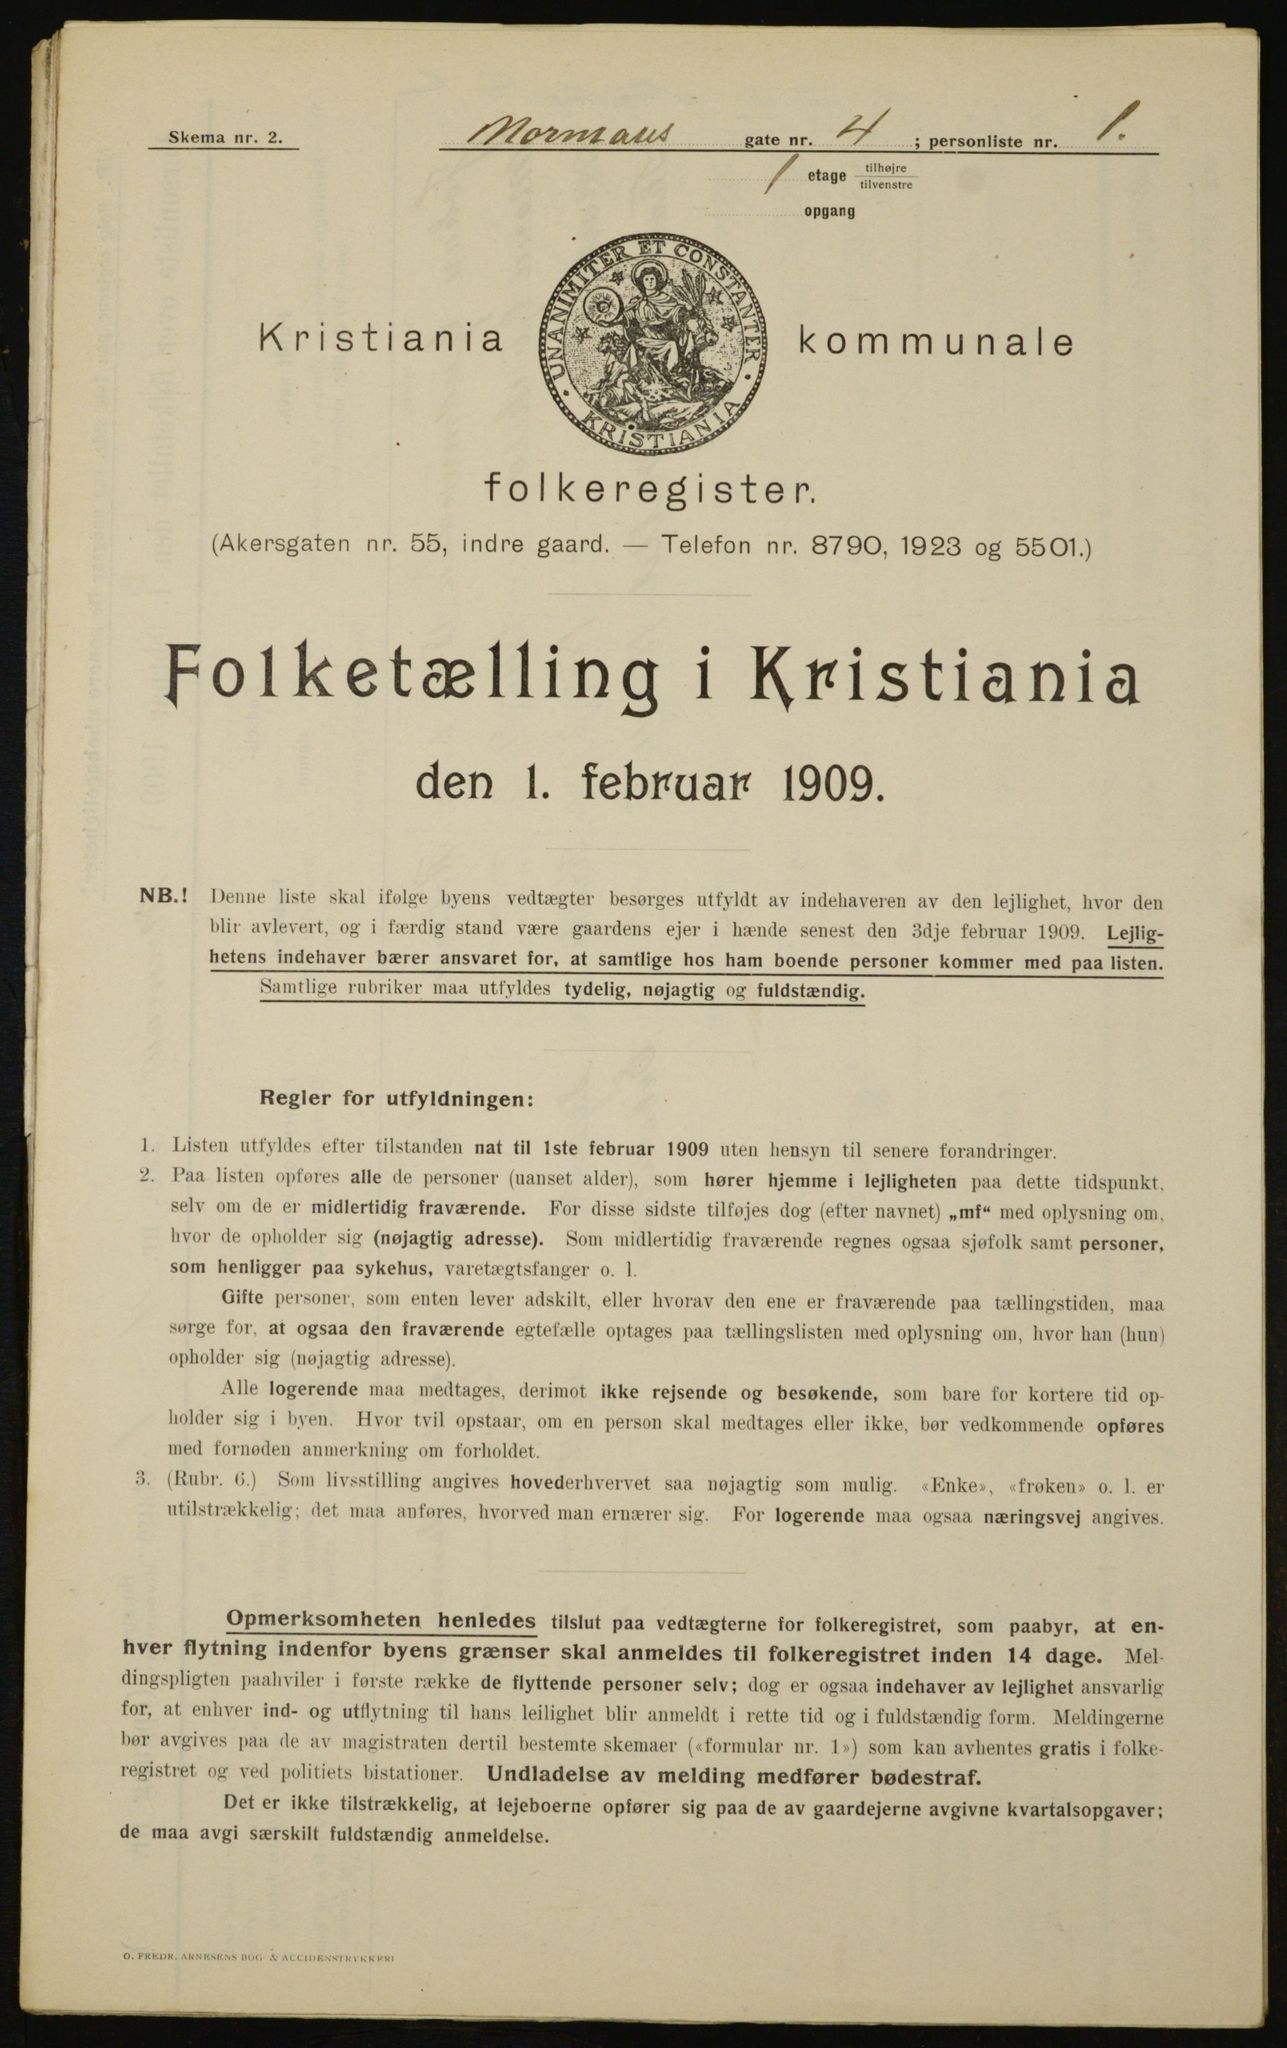 Skema nr. 2.
Normans gate nr. 4 ; personliste nr. 1.
1 etage tilhøjre
tilvenstre
opgang
UNANIMITER ET CONSTANTER
KRISTIANIA
Kristiania kommunale
folkeregister.
(Akersgaten nr. 55, indre gaard. — Telefon nr. 8790, 1923 og 5501.)
Folketælling i Kristiania
den 1. februar 1909.
NB.! Denne liste skal ifølge byens vedtægter besørges utfyldt av indehaveren av den lejlighet, hvor den
blir avlevert, og i færdig stand være gaardens ejer i hænde senest den 3dje februar 1909. Lejlig-
hetens indehaver bærer ansvaret for, at samtlige hos ham boende personer kommer med paa listen.
Samtlige rubriker maa utfyldes tydelig, nøjagtig og fuldstændig.
Regler for utfyldningen:
1. Listen utfyldes efter tilstanden nat til 1ste februar 1909 uten hensyn til senere forandringer.
2. Paa listen opføres alle de personer (uanset alder), som hører hjemme i lejligheten paa dette tidspunkt,
selv om de er midlertidig fraværende. For disse sidste tilføjes dog (efter navnet) „mf“ med oplysning om,
hvor de opholder sig (nøjagtig adresse). Som midlertidig fraværende regnes ogsaa sjøfolk samt personer,
som henligger paa sykehus, varetægtsfanger o. l.
Gifte personer, som enten lever adskilt, eller hvorav den ene er fraværende paa tællingstiden, maa
sørge for, at ogsaa den fraværende egtefælle optages paa tællingslisten med oplysning om, hvor han (hun)
opholder sig (nøjagtig adresse).
Alle logerende maa medtages, derimot ikke rejsende og besøkende, som bare for kortere tid op-
holder sig i byen. Hvor tvil opstaar, om en person skal medtages eller ikke, bør vedkommende opføres
med fornøden anmerkning om forholdet.
3. (Rubr. 6.) Som livsstilling angives hovederhvervet saa nøjagtig som mulig. «Enke», «frøken» o. l. er
utilstrækkelig; det maa anføres, hvorved man ernærer sig. For logerende maa ogsaa næringsvej angives.
Opmerksomheten henledes tilslut paa vedtægterne for folkeregistret, som paabyr, at en-
hver flytning indenfor byens grænser skal anmeldes til folkeregistret inden 14 dage. Mel-
dingspligten paahviler i første række de flyttende personer selv; dog er ogsaa indehaver av lejlighet ansvarlig
for, at enhver ind- og utflytning til hans leilighet blir anmeldt i rette tid og i fuldstændig form. Meldingerne
bør avgives paa de av magistraten dertil bestemte skemaer («formular nr. 1») som kan avhentes gratis i folke-
registret og ved politiets bistationer. Undladelse av melding medfører bødestraf.
Det er ikke tilstrækkelig, at lejeboerne opfører sig paa de av gaardejerne avgivne kvartalsopgaver;
de maa avgi særskilt fuldstændig anmeldelse.
O. FREDR. ARNESENS BOG & ACCIDENSTRYKKERI